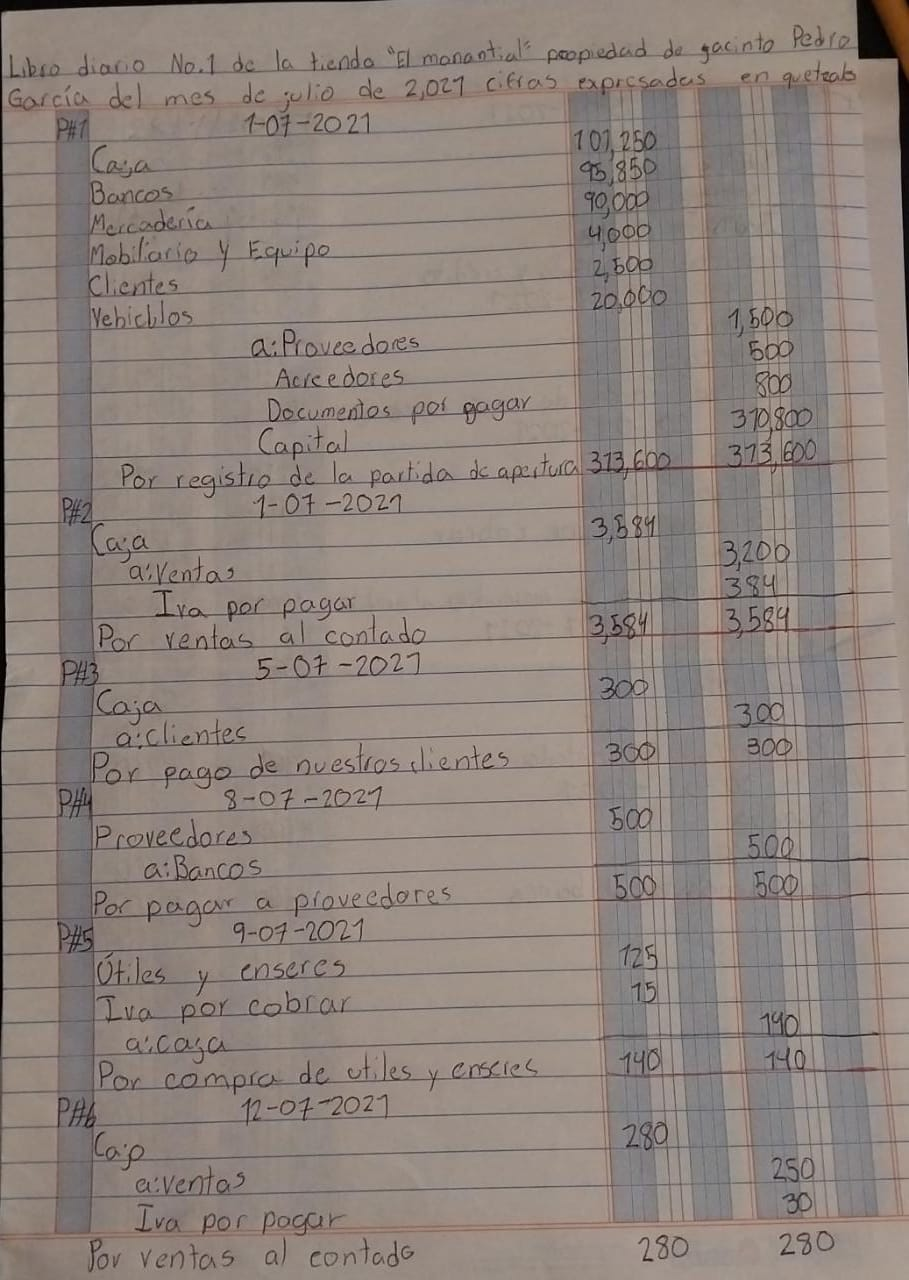 Libro diario No.1 de la tienda "El manantial" propiedad de gacinto Pedro
García del mes de julio de 2,021 cifras expresadas en quetzals
P#1 1-07-2021
Caja 101,250
Bancos 95,850
Mercadería 90,000
Mobiliario y Equipo 4,000
Clientes 2,500
Vehicblos 20,000
a:Proveedores 1,500
Acreedores 500
Documentos por gagar 800
Capital 310,800
Por registro de la partida de apertura 313,600 313,600
P#2 1-07-2021
Caja 3,584
a:Ventas 3,200
Iva por pagar 384
Por ventas al contado 3,584 3,584
P#3 5-07-2021
Caja 300
a:Clientes 300
Por pago de nuestros clientes 300 300
P#4 8-07-2021
Proveedores 500
a:Bancos 500
Por pagar a proveedores 500 500
P#5 9-07-2021
Útiles y enseres 125
Iva por cobrar 15
a:caja 140
Por compra de utiles y enseres 140 140
P#6 12-07-2021
Caja 280
a:ventas 250
Iva por pagar 30
Por ventas al contado 280 280